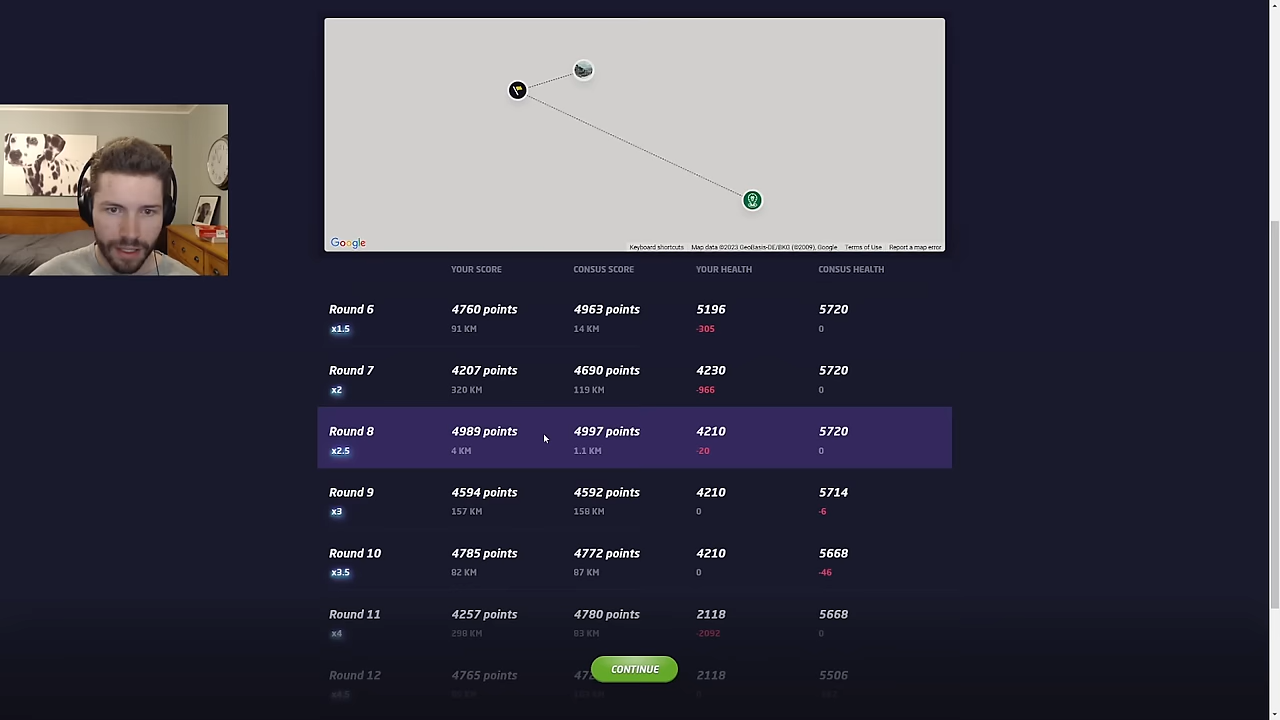 Google
Keyboard shortcuts Map data ©2023 GeoBasis-DE/BKG (©2009), Google Terms of Use Report a map error
YOUR SCORE CONSUS SCORE YOUR HEALTH CONSUS HEALTH
Round 6 4760 points 4963 points 5196 5720
x1.5 91 KM 14 KM -305 0
Round 7 4207 points 4690 points 4230 5720
x2 320 KM 119 KM -966 0
Round 8 4989 points 4997 points 4210 5720
x2.5 4 KM 1.1 KM -20 0
Round 9 4594 points 4592 points 4210 5714
x3 157 KM 158 KM 0 -6
Round 10 4785 points 4772 points 4210 5668
x3.5 82 KM 87 KM 0 -46
Round 11 4257 points 4780 points 2118 5668
x4 298 KM 83 KM -2092 0
Round 12 4765 points 2118 5506
x4.5
CONTINUE